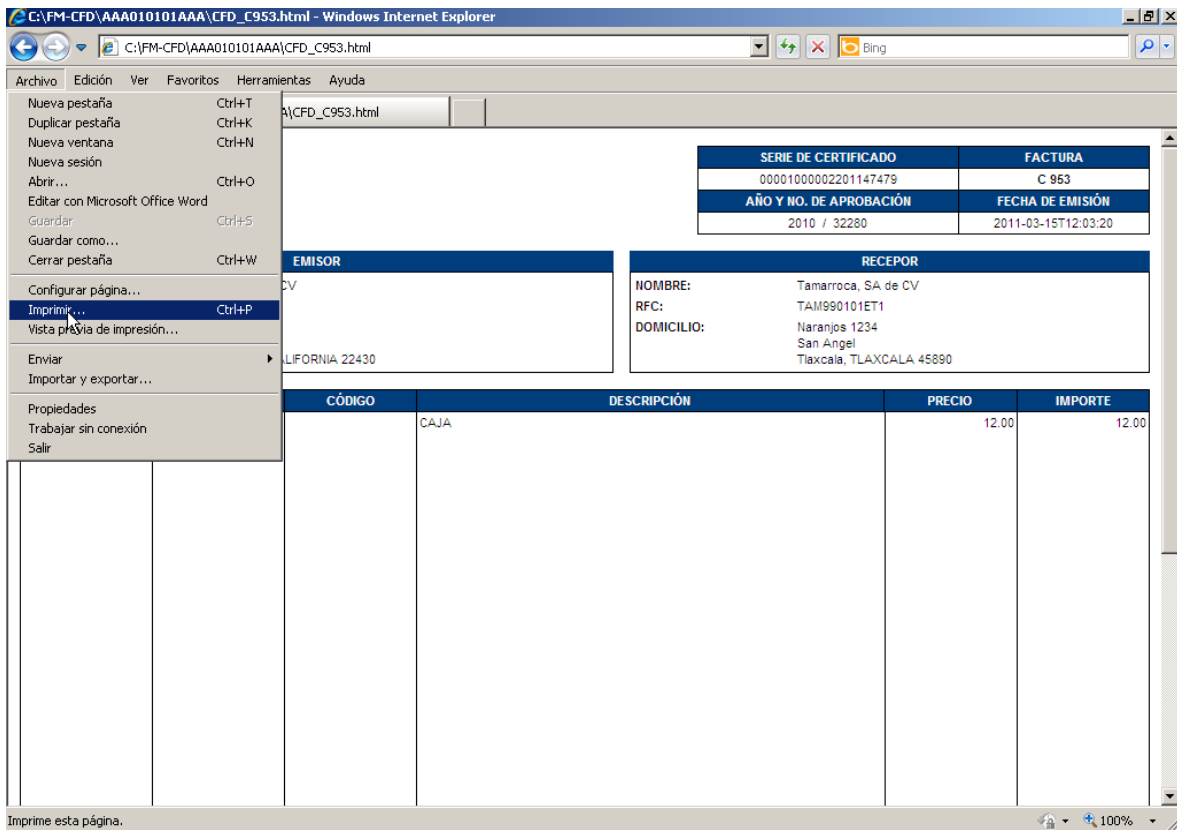 C:\FM-CFD\AAA010101AAA\CFD_C953.html - Windows Internet Explorer
C:\FM-CFD\AAA010101AAA\CFD_C953.html
Bing
Archivo Edición Ver Favoritos Herramientas Ayuda
A\CFD_C953.html
Nueva pestaña Ctrl+T
Duplicar pestaña Ctrl+K
Nueva ventana Ctrl+N
Nueva sesión
Abrir... Ctrl+O
Editar con Microsoft Office Word
Guardar Ctrl+S
Guardar como...
Cerrar pestaña Ctrl+W
Configurar página...
Imprimir... Ctrl+P
Vista previa de impresión...
Enviar
Importar y exportar...
Propiedades
Trabajar sin conexión
Salir
SERIE DE CERTIFICADO FACTURA
00001000002201147479 C 953
AÑO Y NO. DE APROBACIÓN FECHA DE EMISIÓN
2010 / 32280 2011-03-15T12:03:20
EMISOR
CV
ALIFORNIA 22430
RECEPOR
NOMBRE: Tamarroca, SA de CV
RFC: TAM990101ET1
DOMICILIO: Naranjos 1234
San Angel
Tlaxcala, TLAXCALA 45890
CÓDIGO DESCRIPCIÓN PRECIO IMPORTE
CAJA 12.00 12.00
Imprime esta página.
100%